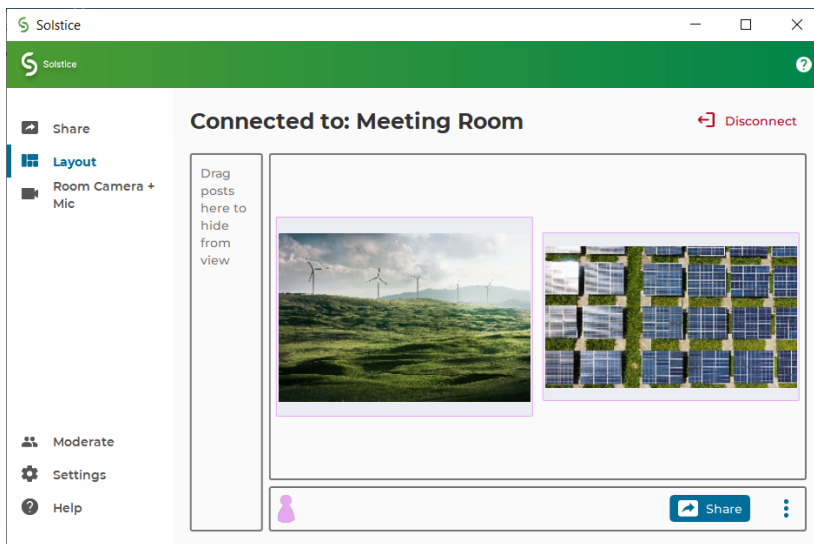 Solstice
Solstice
Share
Layout
Room Camera +
Mic
Moderate
Settings
Help
Connected to: Meeting Room
Disconnect
Drag
posts
here to
hide
from
view
Share